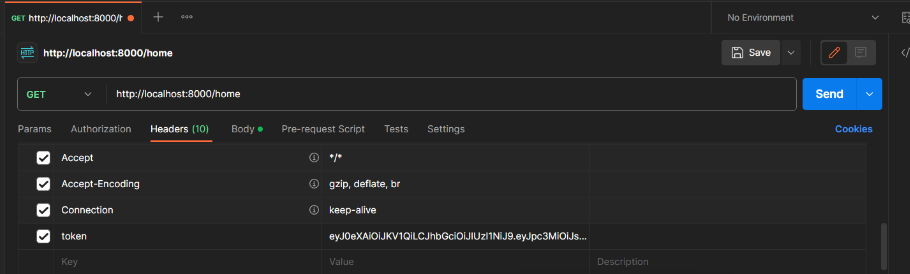 GET http://localhost:8000/h
No Environment
HTTP http://localhost:8000/home
Save
GET http://localhost:8000/home
Send
Params Authorization Headers (10) Body Pre-request Script Tests Settings Cookies
Accept */*
Accept-Encoding gzip, deflate, br
Connection keep-alive
token eyJ0eXAiOiJKV1QiLCJhbGciOiJIUzI1NiJ9.eyJpc3MiOiJs...
Key Value Description